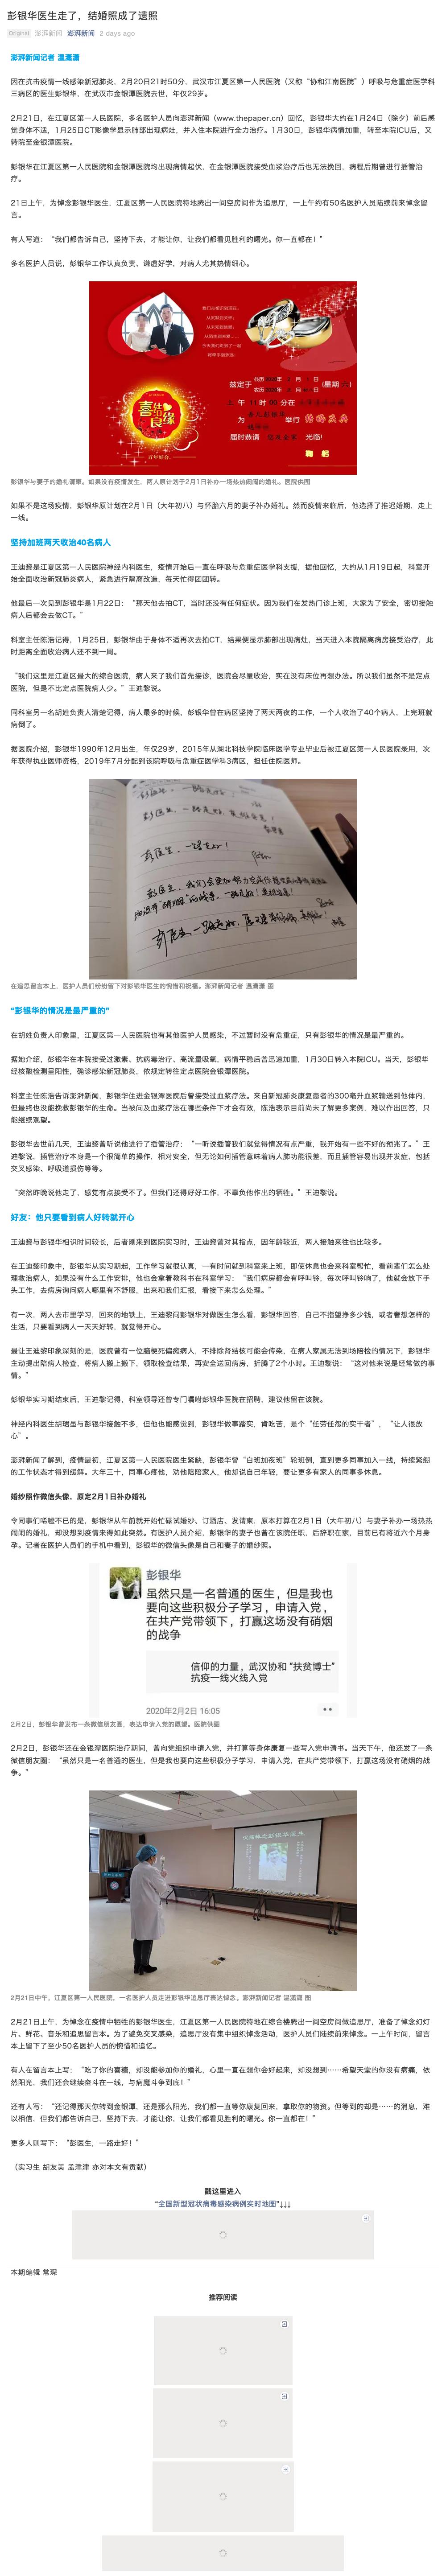 彭银华医生走了，结婚照成了遗照
Original 澎湃新闻 澎湃新闻 2 days ago
澎湃新闻记者 温潇潇
因在抗击疫情一线感染新冠肺炎，2月20日21时50分，武汉市江夏区第一人民医院（又称“协和江南医院”）呼吸与危重症医学科
三病区的医生彭银华，在武汉市金银潭医院去世，年仅29岁。
2月21日，在江夏区第一人民医院，多名医护人员向澎湃新闻（www.thepaper.cn）回忆，彭银华大约在1月24日（除夕）前后感
觉身体不适，1月25日CT影像学显示肺部出现病灶，并入住本院进行全力治疗。1月30日，彭银华病情加重，转至本院ICU后，又
转院至金银潭医院。
彭银华在江夏区第一人民医院和金银潭医院均出现病情起伏，在金银潭医院接受血浆治疗后也无法挽回，病程后期曾进行插管治
疗。
21日上午，为悼念彭银华医生，江夏区第一人民医院特地腾出一间空房间作为追思厅，一上午约有50名医护人员陆续前来悼念留
言。
有人写道：“我们都告诉自己，坚持下去，才能让你，让我们都看见胜利的曙光。你一直都在！”
多名医护人员说，彭银华工作认真负责、谦虚好学，对病人尤其热情细心。
兹定于
公历
农历
月
日
(星期
午
时
分在
为
举行
届时恭请
光临!
鞠 躬
百年好合
彭银华与妻子的婚礼请柬。如果没有疫情发生，两人原计划于2月1日补办一场热热闹闹的婚礼。医院供图
如果不是这场疫情，彭银华原计划在2月1日（大年初八）与怀胎六月的妻子补办婚礼。然而疫情来临后，他选择了推迟婚期，走上
一线。
坚持加班两天收治40名病人
王迪黎是江夏区第一人民医院神经内科医生，疫情开始后一直在呼吸与危重症医学科支援，据他回忆，大约从1月19日起，科室开
始全面收治新冠肺炎病人，紧急进行隔离改造，每天忙得团团转。
他最后一次见到彭银华是1月22日：“那天他去拍CT，当时还没有任何症状。因为我们在发热门诊上班，大家为了安全，密切接触
病人后都会去做CT。”
科室主任陈浩记得，1月25日，彭银华由于身体不适再次去拍CT，结果便显示肺部出现病灶，当天进入本院隔离病房接受治疗，此
时距离全面收治病人还不到一周。
“我们这里是江夏区最大的综合医院，病人来了我们首先接诊，医院会尽量收治，实在没有床位再想办法。所以我们虽然不是定点
医院，但是不比定点医院病人少。”王迪黎说。
同科室另一名胡姓负责人清楚记得，病人最多的时候，彭银华曾在病区坚持了两天两夜的工作，一个人收治了40个病人，上完班就
病倒了。
据医院介绍，彭银华1990年12月出生，年仅29岁，2015年从湖北科技学院临床医学专业毕业后被江夏区第一人民医院录用，次
年获得执业医师资格，2019年7月分配到该院呼吸与危重症医学科3病区，担任住院医师。
在追思留言本上，医护人员们纷纷留下对彭银华医生的惋惜和祝福。澎湃新闻记者 温潇潇 图
“彭银华的情况是最严重的”
在胡姓负责人印象里，江夏区第一人民医院也有其他医护人员感染，不过暂时没有危重症，只有彭银华的情况是最严重的。
据她介绍，彭银华在本院接受过激素、抗病毒治疗、高流量吸氧，病情平稳后曾迅速加重，1月30日转入本院ICU。当天，彭银华
经核酸检测呈阳性，确诊感染新冠肺炎，依规定转往定点医院金银潭医院。
科室主任陈浩告诉澎湃新闻，彭银华住进金银潭医院后曾接受过血浆疗法。来自新冠肺炎康复患者的300毫升血浆输送到他体内，
但最终也没能挽救彭银华的生命。当被问及血浆疗法在哪些条件下才会有效，陈浩表示目前尚未了解更多案例，难以作出回答，只
能继续观望。
彭银华去世前几天，王迪黎曾听说他进行了插管治疗：“一听说插管我们就觉得情况有点严重，我开始有一些不好的预兆了。”王
迪黎说，插管治疗本身是一个很简单的操作，相对安全，但无论如何插管意味着病人肺功能很差，而且插管容易出现并发症，包括
交叉感染、呼吸道损伤等等。
“突然昨晚说他走了，感觉有点接受不了。但我们还得好好工作，不辜负他作出的牺牲。”王迪黎说。
好友：他只要看到病人好转就开心
王迪黎与彭银华相识时间较长，后者刚来到医院实习时，王迪黎曾对其指点，因年龄较近，两人接触来往也比较多。
在王迪黎印象中，彭银华从实习期起，工作学习就很认真，一有时间就到科室来上班，即使休息也会来科室帮忙，看前辈们怎么处
理救治病人，如果没有什么工作安排，他也会拿着教科书在科室学习：“我们病房都会有呼叫铃，每次呼叫铃响了，他就会放下手
头工作，去病房询问病人哪里有不舒服，出来和我们汇报，看接下来怎么处理。”
有一次，两人去市里学习，回来的地铁上，王迪黎问彭银华对做医生怎么看，彭银华回答，自己不指望挣多少钱，或者奢想怎样的
生活，只要看到病人一天天好转，就觉得开心。
最让王迪黎印象深刻的是，医院曾有一位脑梗死偏瘫病人，不排除肾结核可能会传染，在病人家属无法到场陪检的情况下，彭银华
主动提出陪病人检查，将病人搬上搬下，领取检查结果，再安全送回病房，折腾了2个小时。王迪黎说：“这对他来说是经常做的事
情。”
彭银华实习期结束后，王迪黎记得，科室领导还曾专门嘱咐彭银华医院在招聘，建议他留在该院。
神经内科医生胡珺虽与彭银华接触不多，但他也能感觉到，彭银华做事踏实，肯吃苦，是个“任劳任怨的实干者”，“让人很放
心”。
澎湃新闻了解到，疫情最初，江夏区第一人民医院医生紧缺，彭银华曾“白班加夜班”轮班倒，直到更多同事加入一线，持续紧绷
的工作状态才得到缓解。大年三十，同事心疼他，劝他陪陪家人，他却说自己年轻，要让更多有家人的同事多休息。
婚纱照作微信头像，原定2月1日补办婚礼
令同事们唏嘘不已的是，彭银华从年前就开始忙碌试婚纱、订酒店、发请柬，原本打算在2月1日（大年初八）与妻子补办一场热热
闹闹的婚礼，却没想到疫情来得如此突然。有医护人员介绍，彭银华的妻子也曾在该院任职，后辞职在家，目前已有将近六个月身
孕。记者在医护人员们的手机中看到，彭银华的微信头像是自己和妻子的婚纱照。
彭银华
虽然只是一名普通的医生，但是我也
要向这些积极分子学习，申请入党，
在共产党带领下，打赢这场没有硝烟
的战争
信仰的力量，武汉协和 “扶贫博士”
抗疫一线火线入党
2020年2月2日 16:05
2月2日，彭银华曾发布一条微信朋友圈，表达申请入党的愿望。医院供图
2月2日，彭银华还在金银潭医院治疗期间，曾向党组织申请入党，并打算等身体康复一些写入党申请书。当天下午，他还发了一条
微信朋友圈：“虽然只是一名普通的医生，但是我也要向这些积极分子学习，申请入党，在共产党带领下，打赢这场没有硝烟的战
争。”
2月21日中午，江夏区第一人民医院，一名医护人员走进彭银华追思厅表达悼念。澎湃新闻记者 温潇潇 图
2月21日上午，为悼念在疫情中牺牲的彭银华医生，江夏区第一人民医院特地在综合楼腾出一间空房间做追思厅，准备了悼念幻灯
片、鲜花、音乐和追思留言本。为了避免交叉感染，追思厅没有集中组织悼念活动，医护人员们陆续前来悼念。一上午时间，留言
本上留下了至少50名医护人员的惋惜和追忆。
有人在留言本上写：“吃了你的喜糖，却没能参加你的婚礼，心里一直在想你会好起来，却没想到……希望天堂的你没有病痛，依
然阳光，我们还会继续奋斗在一线，与病魔斗争到底！”
还有人写：“还记得那天你转到金银潭，还是那么阳光，我们都一直等你康复回来，拿取你的物资。但等到的却是……的消息，难
以相信，但我们都告诉自己，坚持下去，才能让你，让我们都看见胜利的曙光。你一直都在！”
更多人则写下：“彭医生，一路走好！”
（实习生 胡友美 孟津津 亦对本文有贡献）
戳这里进入
“全国新型冠状病毒感染病例实时地图”↓↓↓
本期编辑 常琛
推荐阅读